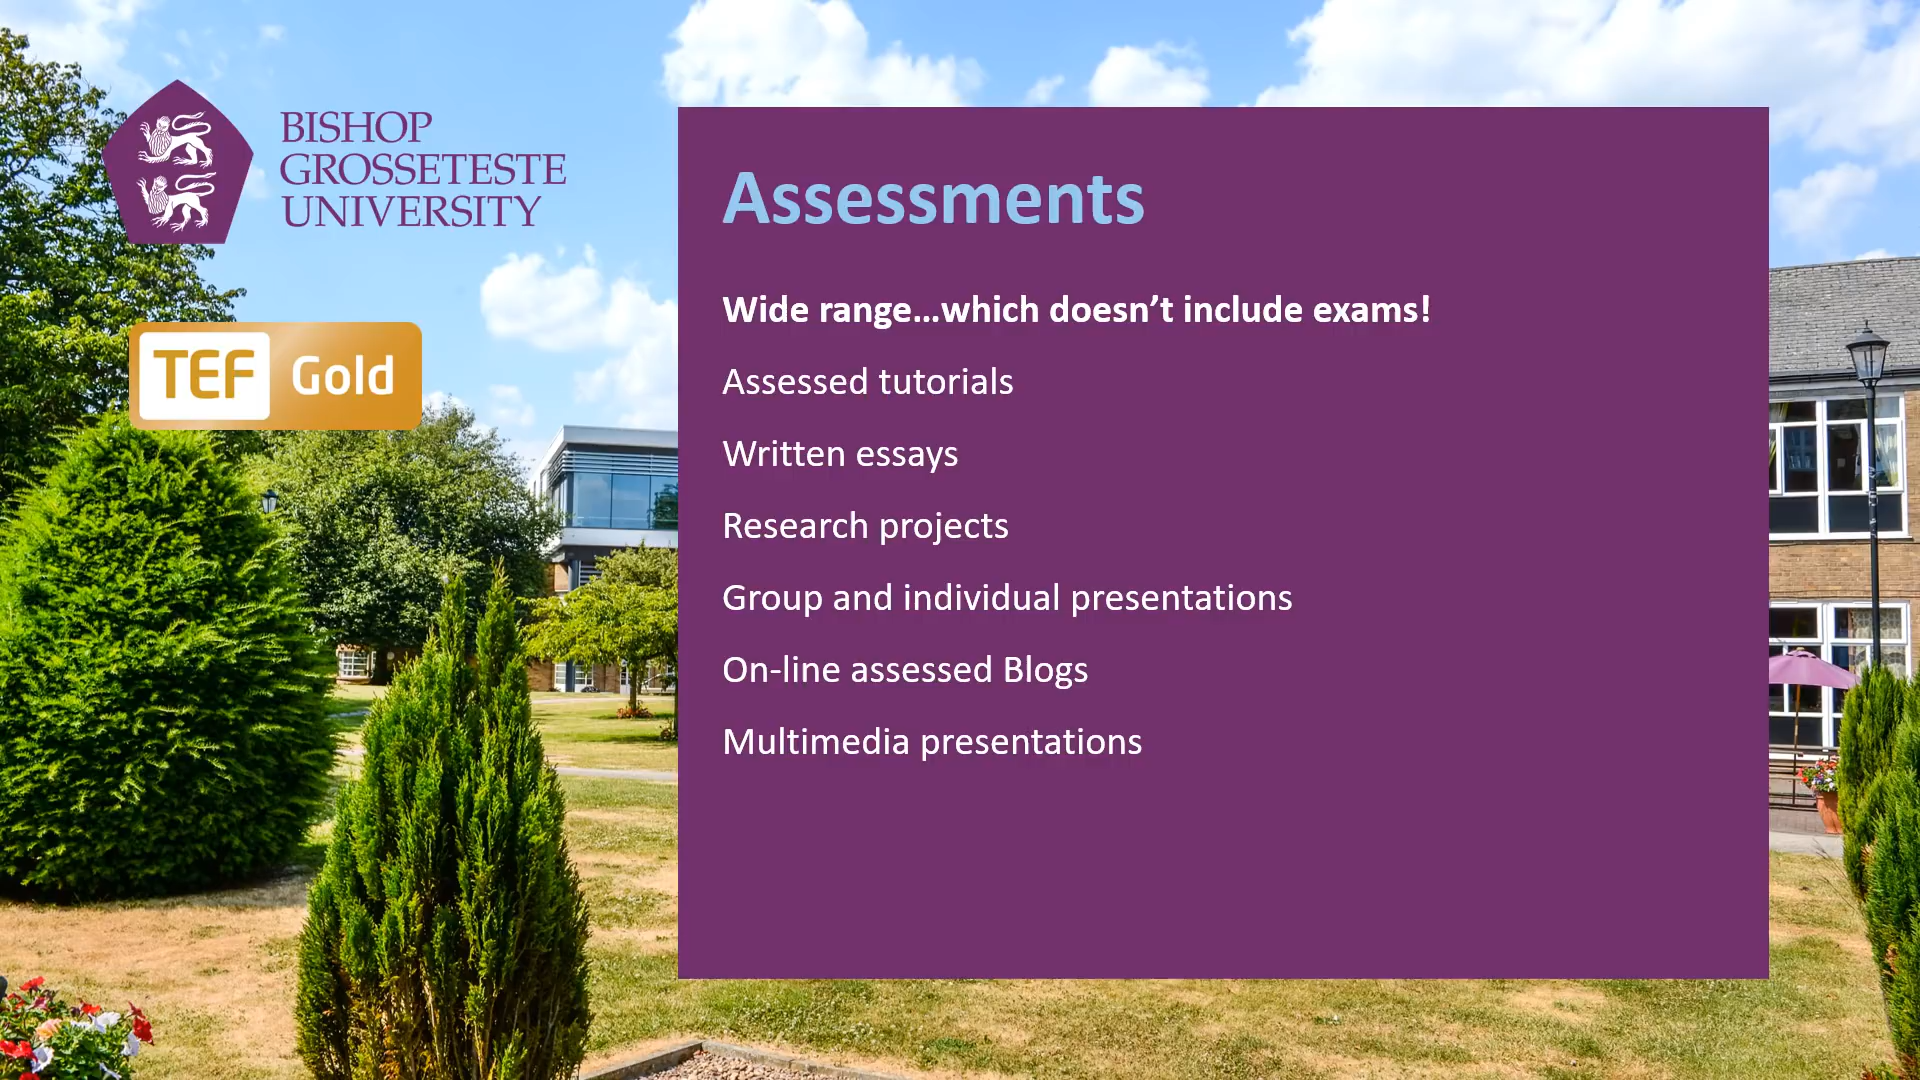 BISHOP
GROSSETESTE
UNIVERSITY
TEF Gold
Assessments
Wide range…which doesn’t include exams!
Assessed tutorials
Written essays
Research projects
Group and individual presentations
On-line assessed Blogs
Multimedia presentations